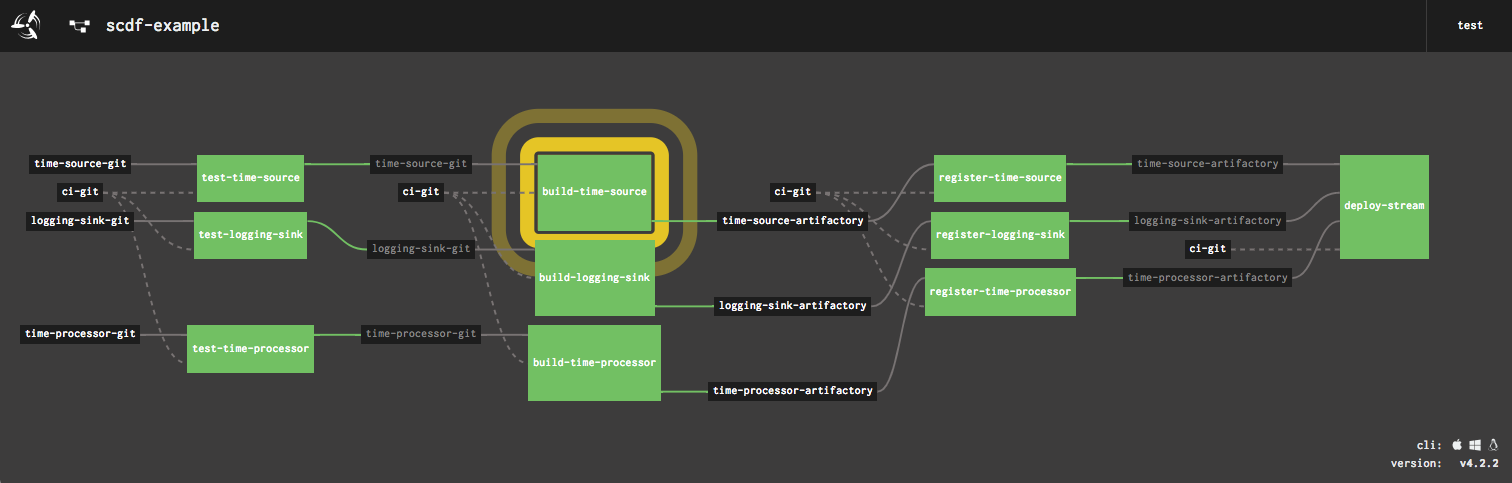 scdf-example
test
time-source-git
test-time-source
time-source-git
build-time-source
ci-git
ci-git
logging-sink-git
test-logging-sink
logging-sink-git
build-logging-sink
time-processor-git
test-time-processor
time-processor-git
build-time-processor
ci-git
time-source-artifactory
logging-sink-artifactory
time-processor-artifactory
register-time-source
time-source-artifactory
register-logging-sink
logging-sink-artifactory
ci-git
register-time-processor
time-processor-artifactory
deploy-stream
cli:
version: v4.2.2